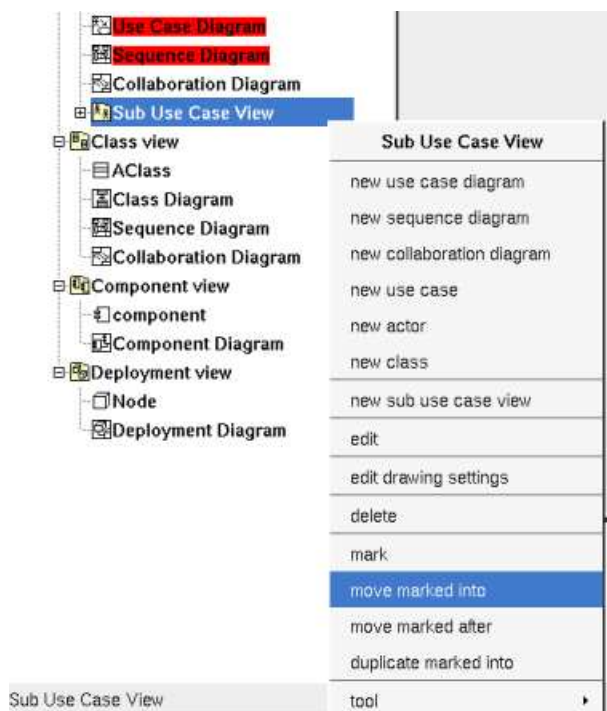 Use Case Diagram
Sequence Diagram
Collaboration Diagram
Sub Use Case View
Class view
AClass
Class Diagram
Sequence Diagram
Collaboration Diagram
Component view
component
Component Diagram
Deployment view
Node
Deployment Diagram
Sub Use Case View
new use case diagram
new sequence diagram
new collaboration diagram
new use case
new actor
new class
new sub use case view
edit
edit drawing settings
delete
mark
move marked into
move marked after
duplicate marked into
tool
Sub Use Case View